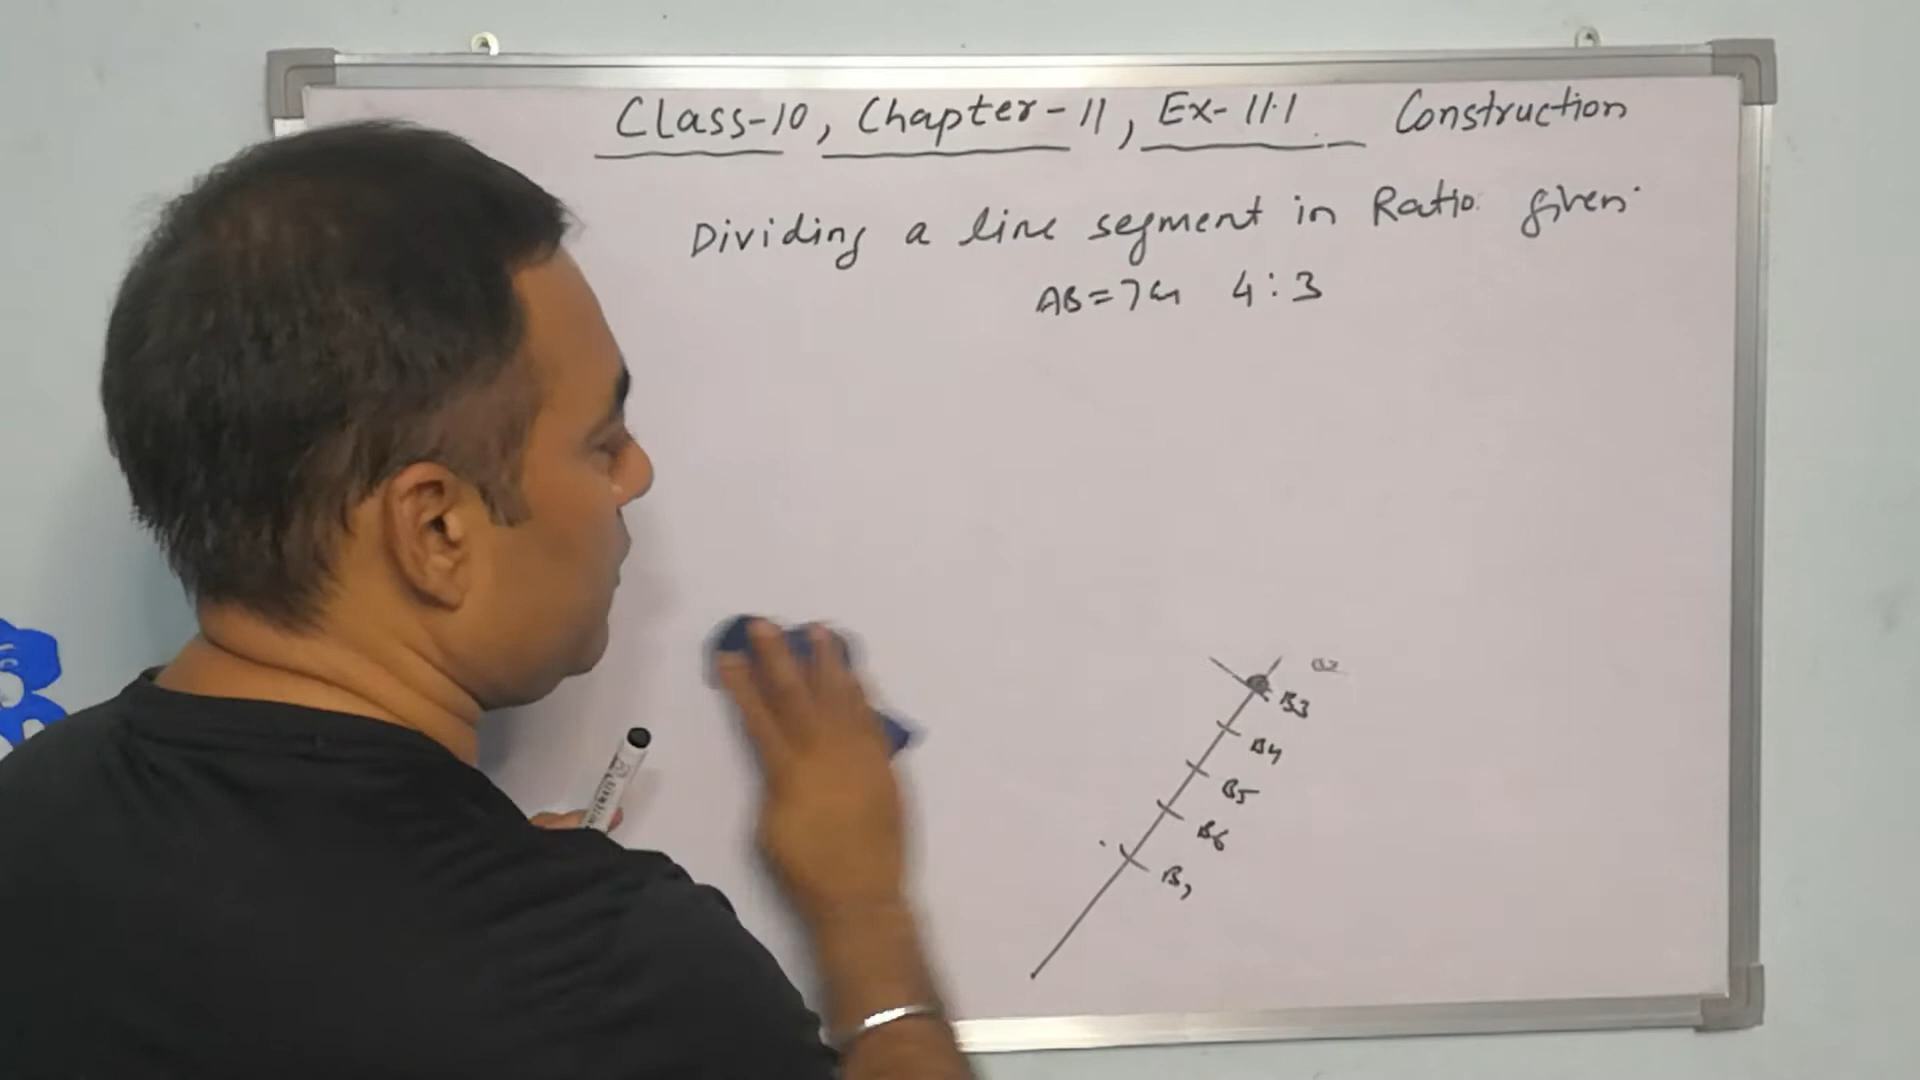 Class-10, Chapter-11, Ex-11.1 Construction
Dividing a line segment in Ratio given
AB=7cm 4:3
B3
B4
B5
B6
B7